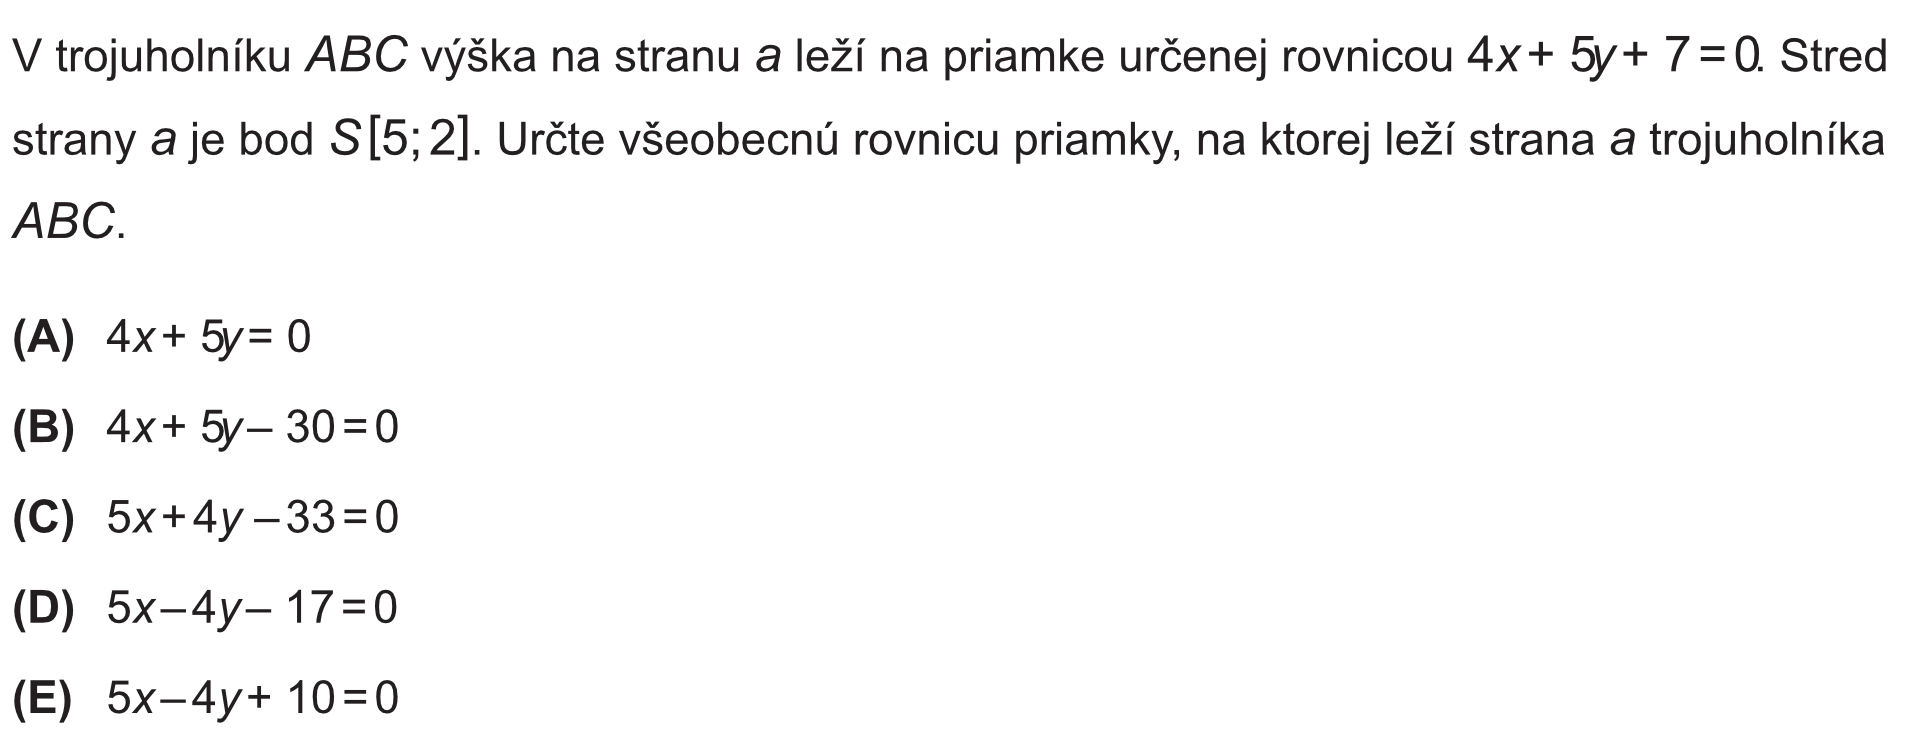 V trojuholníku ABC výška na stranu a leží na priamke určenej rovnicou 4x + 5y + 7 = 0. Stred
strany a je bod S[5; 2]. Určte všeobecnú rovnicu priamky, na ktorej leží strana a trojuholníka
ABC.
(A) 4x + 5y = 0
(B) 4x + 5y – 30 = 0
(C) 5x + 4y – 33 = 0
(D) 5x – 4y – 17 = 0
(E) 5x – 4y + 10 = 0